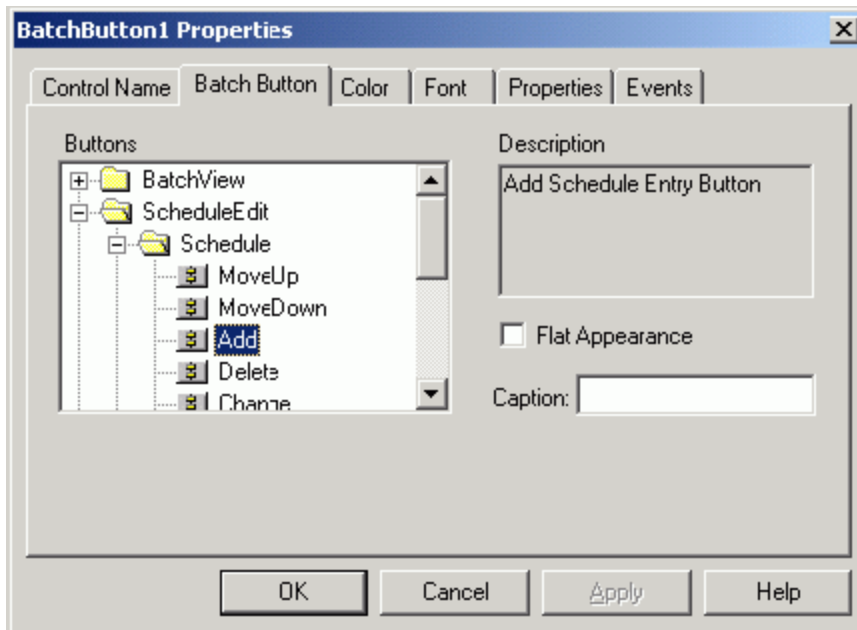 BatchButton1 Properties
Control Name Batch Button Color Font Properties Events
Buttons
BatchView
ScheduleEdit
Schedule
MoveUp
MoveDown
Add
Delete
Change
Description
Add Schedule Entry Button
Flat Appearance
Caption:
OK Cancel Apply Help